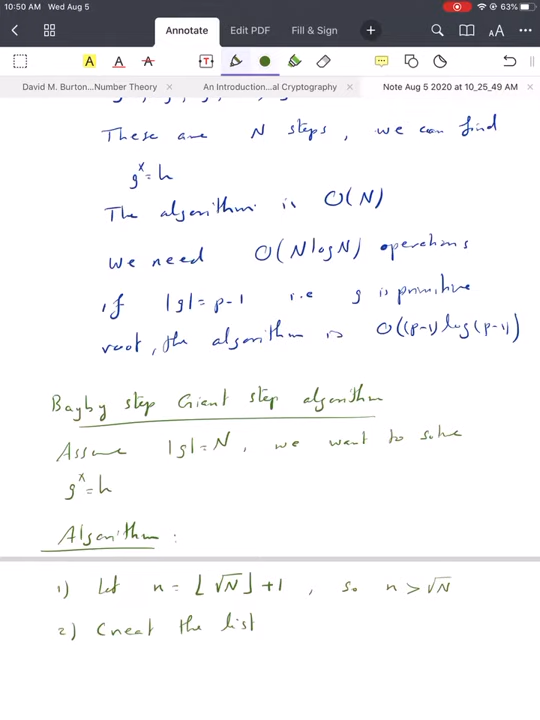 10:50 AM Wed Aug 5
63%
Annotate Edit PDF Fill & Sign
AA
A A A T
David M. Burton...Number Theory × An Introduction...al Cryptography × Note Aug 5 2020 at 10_25_49 AM ×
These are N steps, we can find
g^x = h
The algorithm is O(N)
We need O(N log N) operations
if |g| = p-1 i.e g is primitive
root, the algorithm is O((p-1) log(p-1))
Bayby step Giant step algorithm
Assume |g| = N, we want to solve
g^x = h
Algorithm :
1) Let n = ⌊√N⌋ + 1 , so n > √N
2) Creat the list